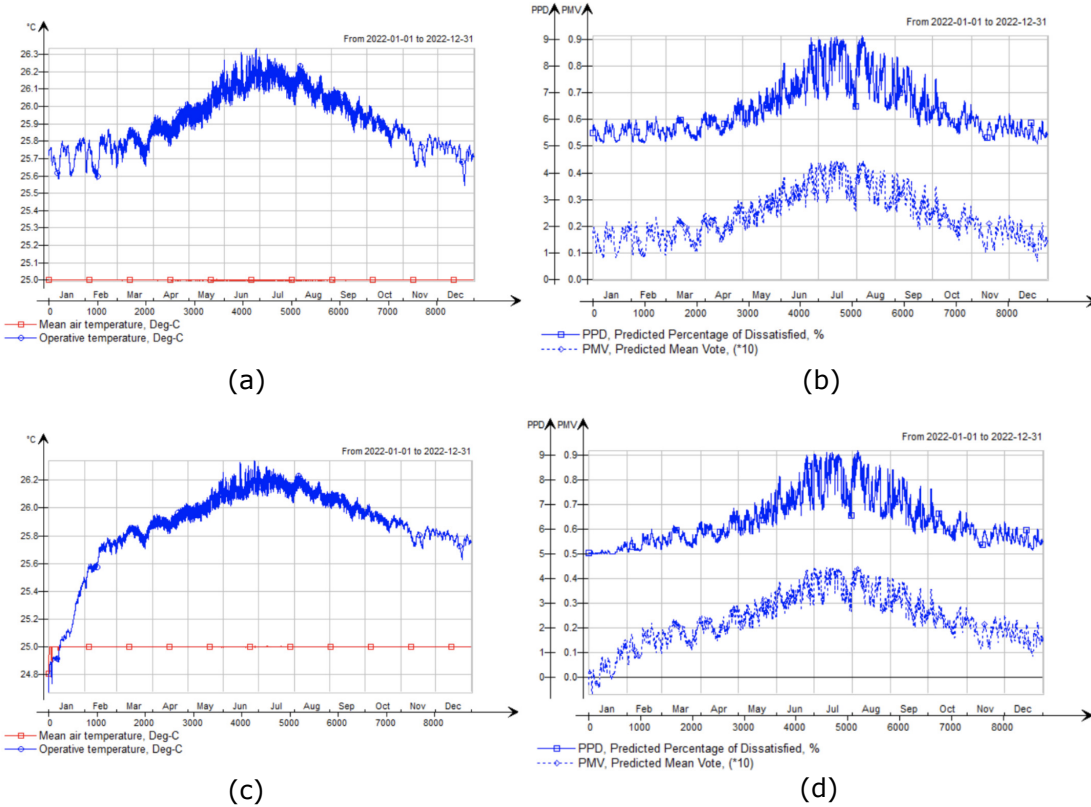 °C
From 2022-01-01 to 2022-12-31
26.3
26.2
26.1
26.0
25.9
25.8
25.7
25.6
25.5
25.4
25.3
25.2
25.1
25.0
Jan Feb Mar Apr May Jun Jul Aug Sep Oct Nov Dec
0 1000 2000 3000 4000 5000 6000 7000 8000
Mean air temperature, Deg-C
Operative temperature, Deg-C
(a)
PPD PMV
From 2022-01-01 to 2022-12-31
9 0.9
8 0.8
7 0.7
6 0.6
5 0.5
4 0.4
3 0.3
2 0.2
1 0.1
0 0.0
Jan Feb Mar Apr May Jun Jul Aug Sep Oct Nov Dec
0 1000 2000 3000 4000 5000 6000 7000 8000
PPD, Predicted Percentage of Dissatisfied, %
PMV, Predicted Mean Vote, (*10)
(b)
°C
From 2022-01-01 to 2022-12-31
26.2
26.0
25.8
25.6
25.4
25.2
25.0
24.8
Jan Feb Mar Apr May Jun Jul Aug Sep Oct Nov Dec
0 1000 2000 3000 4000 5000 6000 7000 8000
Mean air temperature, Deg-C
Operative temperature, Deg-C
(c)
PPD PMV
From 2022-01-01 to 2022-12-31
9 0.9
8 0.8
7 0.7
6 0.6
5 0.5
4 0.4
3 0.3
2 0.2
1 0.1
0 0.0
Jan Feb Mar Apr May Jun Jul Aug Sep Oct Nov Dec
0 1000 2000 3000 4000 5000 6000 7000 8000
PPD, Predicted Percentage of Dissatisfied, %
PMV, Predicted Mean Vote, (*10)
(d)